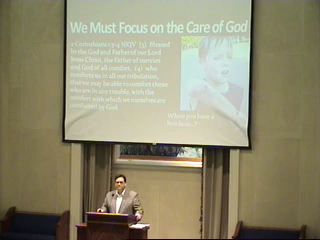 We Must Focus on the Care of God
2 Corinthians 1:3-4 NKJV (3) Blessed
be the God and Father of our Lord
Jesus Christ, the Father of mercies
and God of all comfort, (4) who
comforts us in all our tribulation,
that we may be able to comfort those
who are in any trouble, with the
comfort with which we ourselves are
comforted by God.
When you have a